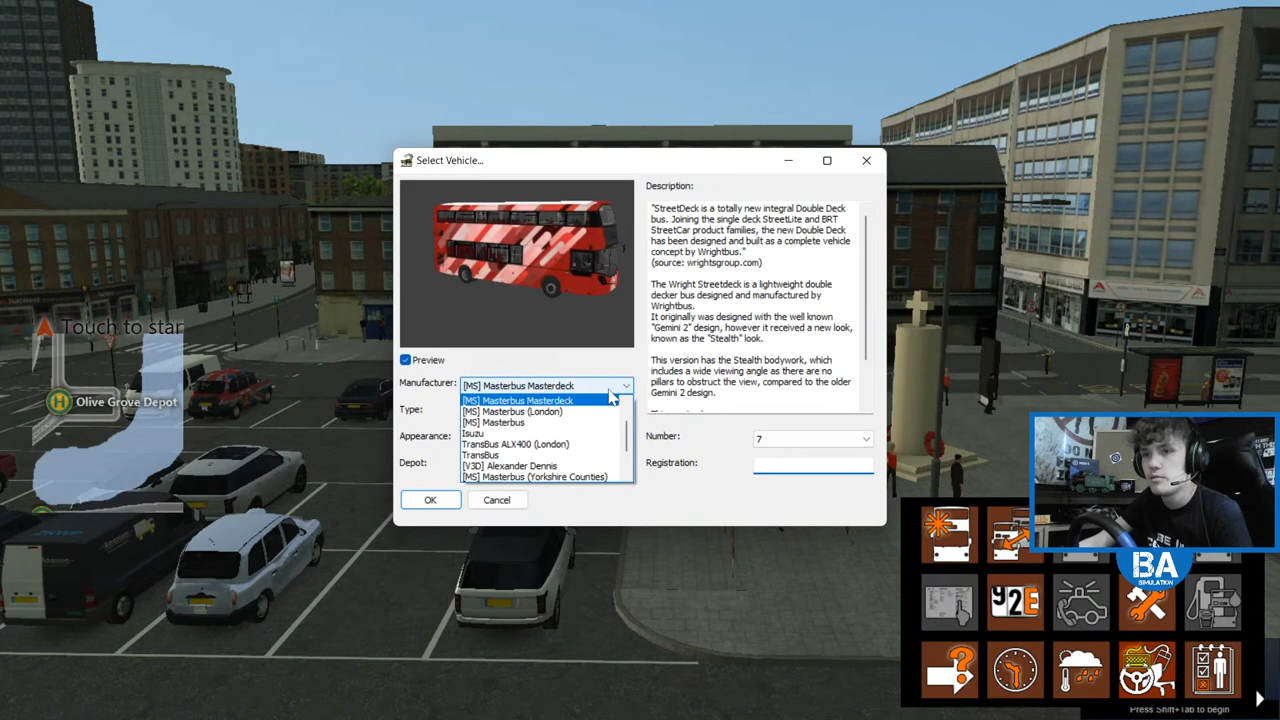 Select Vehicle...
Description:
"StreetDeck is a totally new integral Double Deck
bus. Joining the single deck StreetLite and BRT
StreetCar product families, the new Double Deck
has been designed and built as a complete vehicle
concept by Wrightbus."
(source: wrightsgroup.com)
The Wright Streetdeck is a lightweight double
decker bus designed and manufactured by
Wrightbus.
It originally was designed with the well known
"Gemini 2" design, however it received a new look,
known as the "Stealth" look.
This version has the Stealth bodywork, which
includes a wide viewing angle as there are no
pillars to obstruct the view, compared to the older
Gemini 2 design.
Preview
Manufacturer:
[MS] Masterbus Masterdeck
[MS] Masterbus Masterdeck
[MS] Masterbus (London)
[MS] Masterbus
Isuzu
TransBus ALX400 (London)
TransBus
[V3D] Alexander Dennis
[MS] Masterbus (Yorkshire Counties)
Type:
Appearance:
Depot:
Number:
7
Registration:
OK
Cancel
Touch to star
H
Olive Grove Depot
BA
SIMULATION
92E
Press Shift+Tab to begin